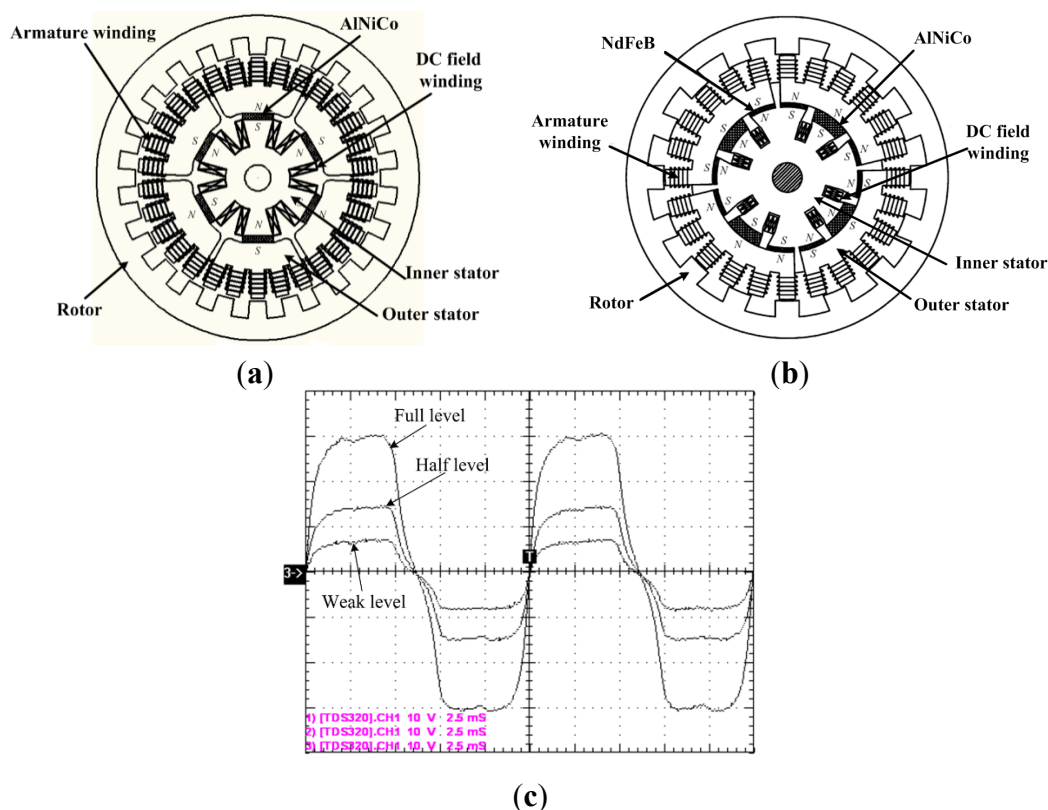 Armature winding
AlNiCo
DC field
winding
N
S
S
N
S
N
N
S
N
S
N
S
Inner stator
Rotor
Outer stator
(a)
NdFeB
AlNiCo
Armature
winding
DC field
winding
S
N
S
N
S
N
S
N
S
N
S
N
N
S
N
S
N
S
N
S
Inner stator
Rotor
Outer stator
(b)
Full level
Half level
Weak level
T
3->
1) [TDS320].CH1 10 V 2.5 mS
2) [TDS320].CH1 10 V 2.5 mS
3) [TDS320].CH1 10 V 2.5 mS
(c)